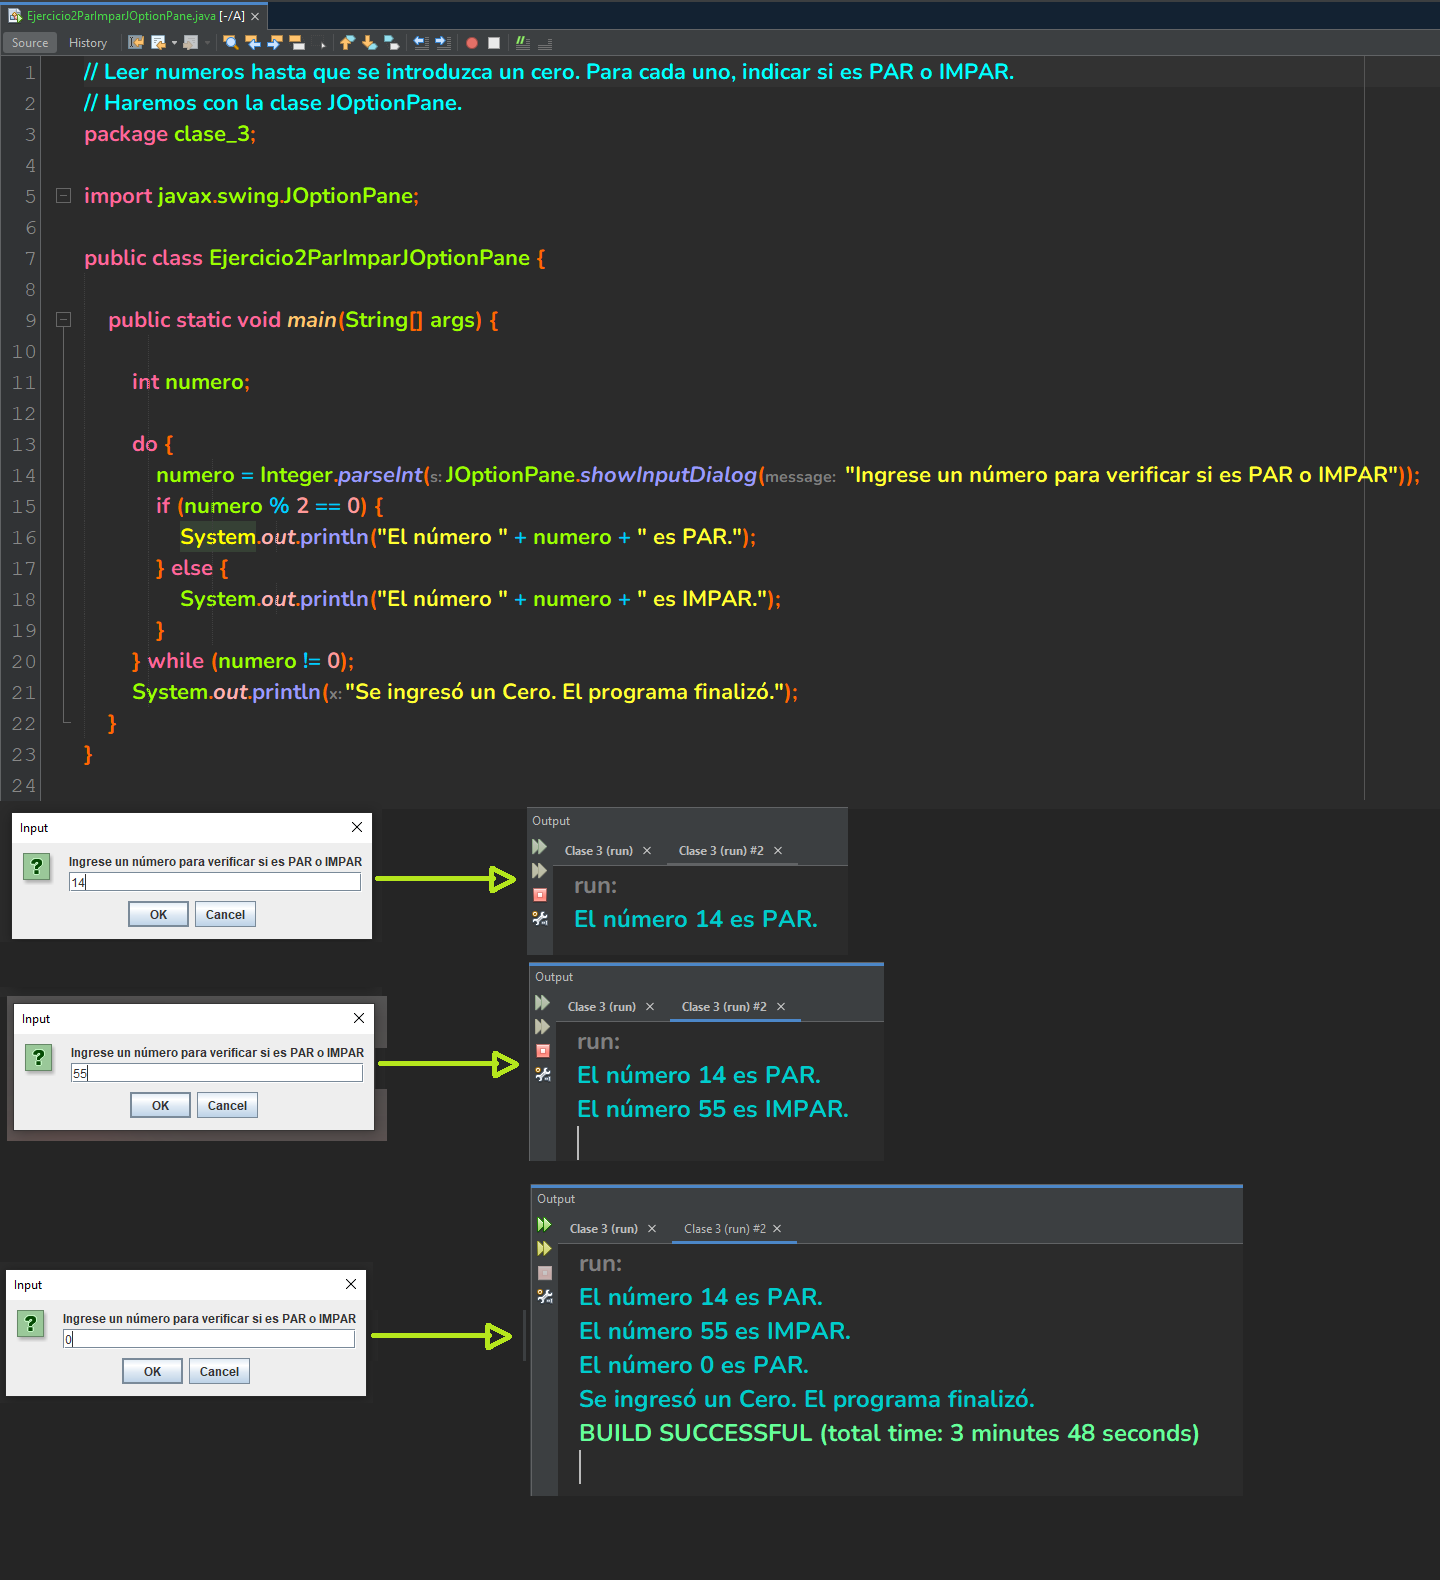 Ejercicio2ParImparJOptionPane.java [-/A] ×
Source History
1 // Leer numeros hasta que se introduzca un cero. Para cada uno, indicar si es PAR o IMPAR.
2 // Haremos con la clase JOptionPane.
3 package clase_3;
4
5 import javax.swing.JOptionPane;
6
7 public class Ejercicio2ParImparJOptionPane {
8
9 public static void main(String[] args) {
10
11 int numero;
12
13 do {
14 numero = Integer.parseInt(s: JOptionPane.showInputDialog(message: "Ingrese un número para verificar si es PAR o IMPAR"));
15 if (numero % 2 == 0) {
16 System.out.println("El número " + numero + " es PAR.");
17 } else {
18 System.out.println("El número " + numero + " es IMPAR.");
19 }
20 } while (numero != 0);
21 System.out.println(x: "Se ingresó un Cero. El programa finalizó.");
22 }
23 }
24
Input
Ingrese un número para verificar si es PAR o IMPAR
14
OK Cancel
Output
Clase 3 (run) × Clase 3 (run) #2 ×
run:
El número 14 es PAR.
Input
Ingrese un número para verificar si es PAR o IMPAR
55
OK Cancel
Output
Clase 3 (run) × Clase 3 (run) #2 ×
run:
El número 14 es PAR.
El número 55 es IMPAR.
Input
Ingrese un número para verificar si es PAR o IMPAR
0
OK Cancel
Output
Clase 3 (run) × Clase 3 (run) #2 ×
run:
El número 14 es PAR.
El número 55 es IMPAR.
El número 0 es PAR.
Se ingresó un Cero. El programa finalizó.
BUILD SUCCESSFUL (total time: 3 minutes 48 seconds)